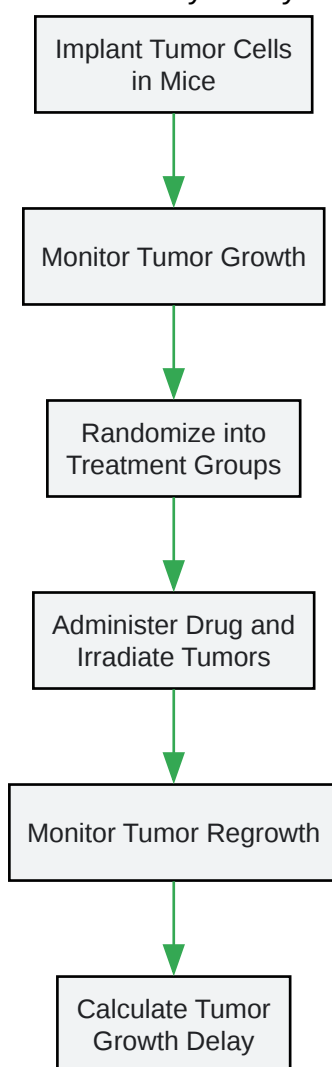 Implant Tumor Cells
in Mice
Monitor Tumor Growth
Randomize into
Treatment Groups
Administer Drug and
Irradiate Tumors
Monitor Tumor Regrowth
Calculate Tumor
Growth Delay